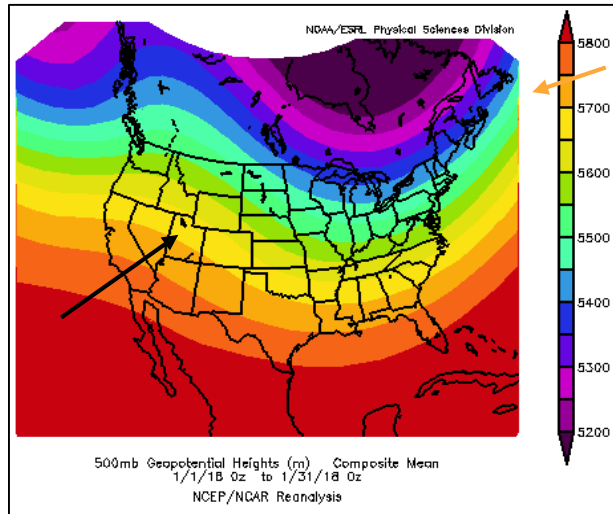 NOAA/ESRL Physical Sciences Division
5800
5700
5600
5500
5400
5300
5200
500mb Geopotential Heights (m) Composite Mean
1/1/18 0z to 1/31/18 0z
NCEP/NCAR Reanalysis